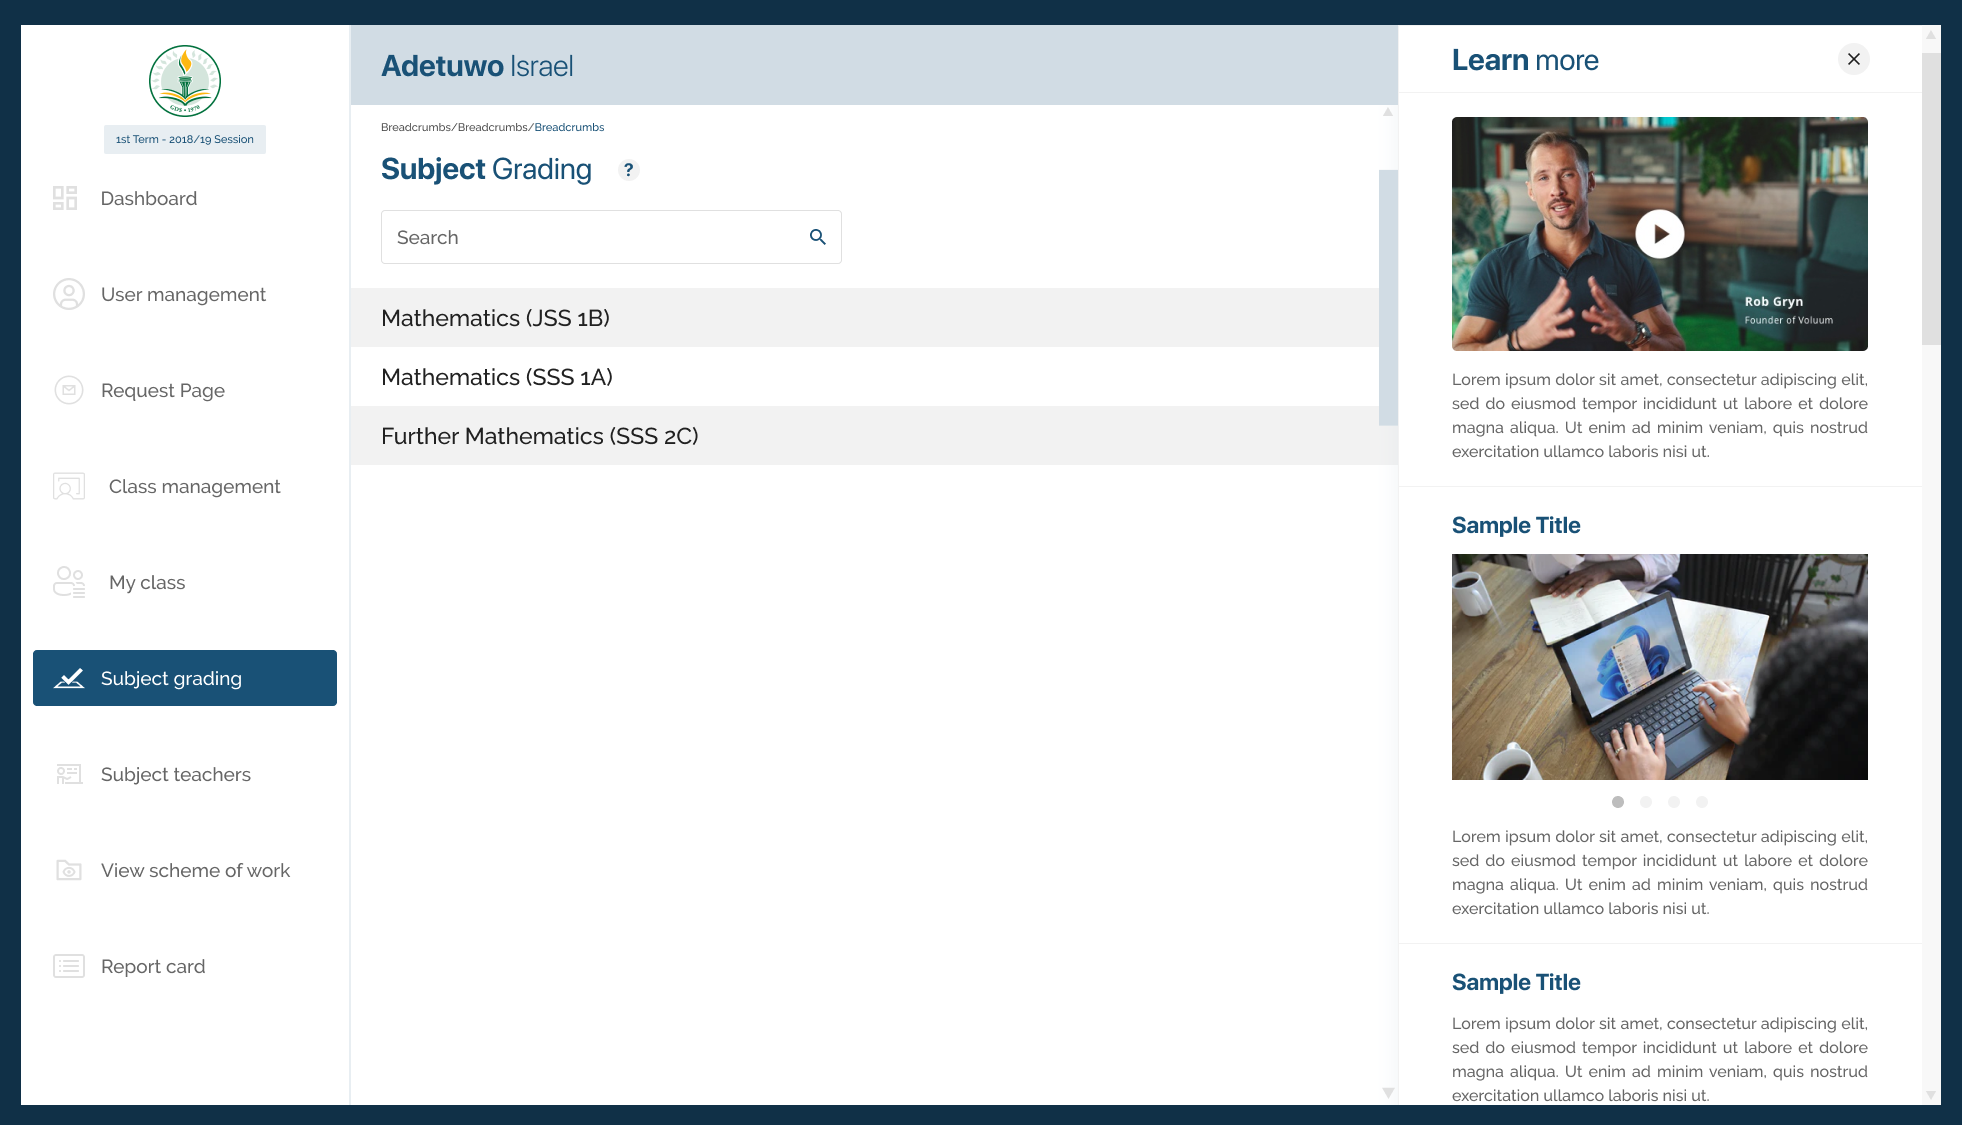 GDS • 1970
1st Term - 2018/19 Session
Dashboard
User management
Request Page
Class management
My class
Subject grading
Subject teachers
View scheme of work
Report card
Adetuwo Israel
Breadcrumbs/Breadcrumbs/Breadcrumbs
Subject Grading ?
Search
Mathematics (JSS 1B)
Mathematics (SSS 1A)
Further Mathematics (SSS 2C)
Learn more
Rob Gryn
Founder of Voluum
Lorem ipsum dolor sit amet, consectetur adipiscing elit,
sed do eiusmod tempor incididunt ut labore et dolore
magna aliqua. Ut enim ad minim veniam, quis nostrud
exercitation ullamco laboris nisi ut.
Sample Title
Lorem ipsum dolor sit amet, consectetur adipiscing elit,
sed do eiusmod tempor incididunt ut labore et dolore
magna aliqua. Ut enim ad minim veniam, quis nostrud
exercitation ullamco laboris nisi ut.
Sample Title
Lorem ipsum dolor sit amet, consectetur adipiscing elit,
sed do eiusmod tempor incididunt ut labore et dolore
magna aliqua. Ut enim ad minim veniam, quis nostrud
exercitation ullamco laboris nisi ut.